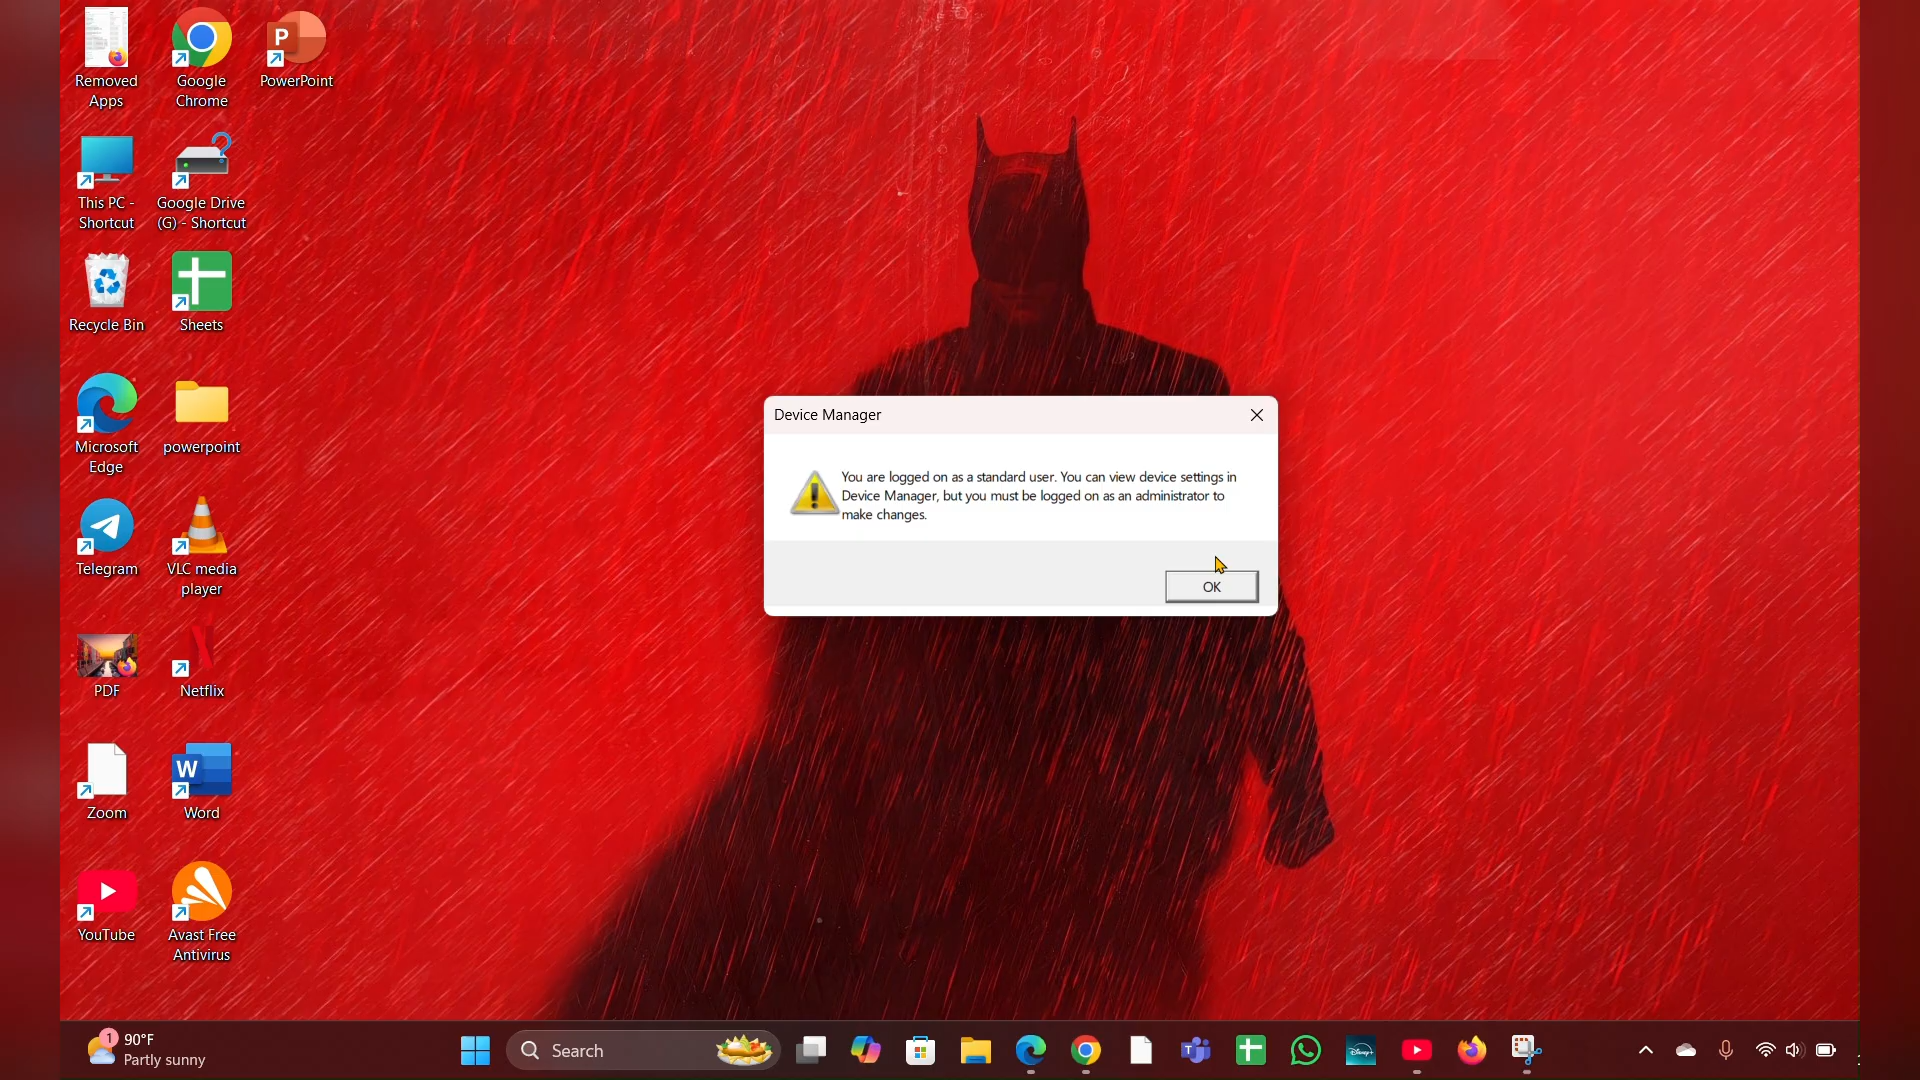 Removed
Apps
Google
Chrome
P
PowerPoint
This PC -
Shortcut
Google Drive
(G) - Shortcut
Recycle Bin
Sheets
Microsoft
Edge
powerpoint
Telegram
VLC media
player
PDF
Netflix
Zoom
W
Word
YouTube
Avast Free
Antivirus
Device Manager
You are logged on as a standard user. You can view device settings in
Device Manager, but you must be logged on as an administrator to
make changes.
OK
1
90°F
Partly sunny
Search
T
Disney+